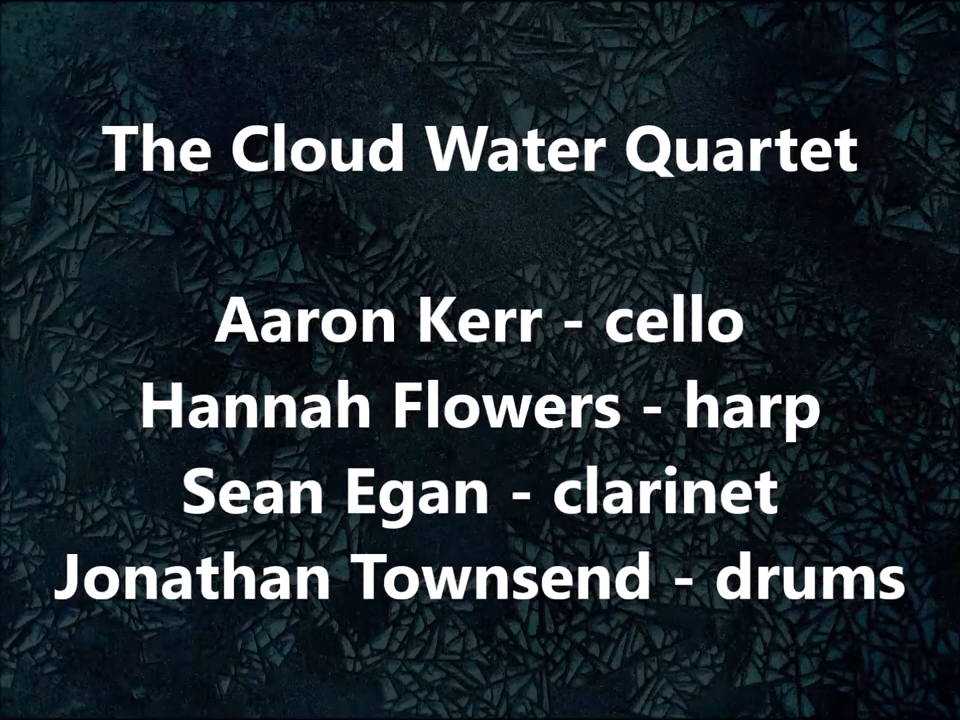 The Cloud Water Quartet
Aaron Kerr - cello
Hannah Flowers - harp
Sean Egan - clarinet
Jonathan Townsend - drums